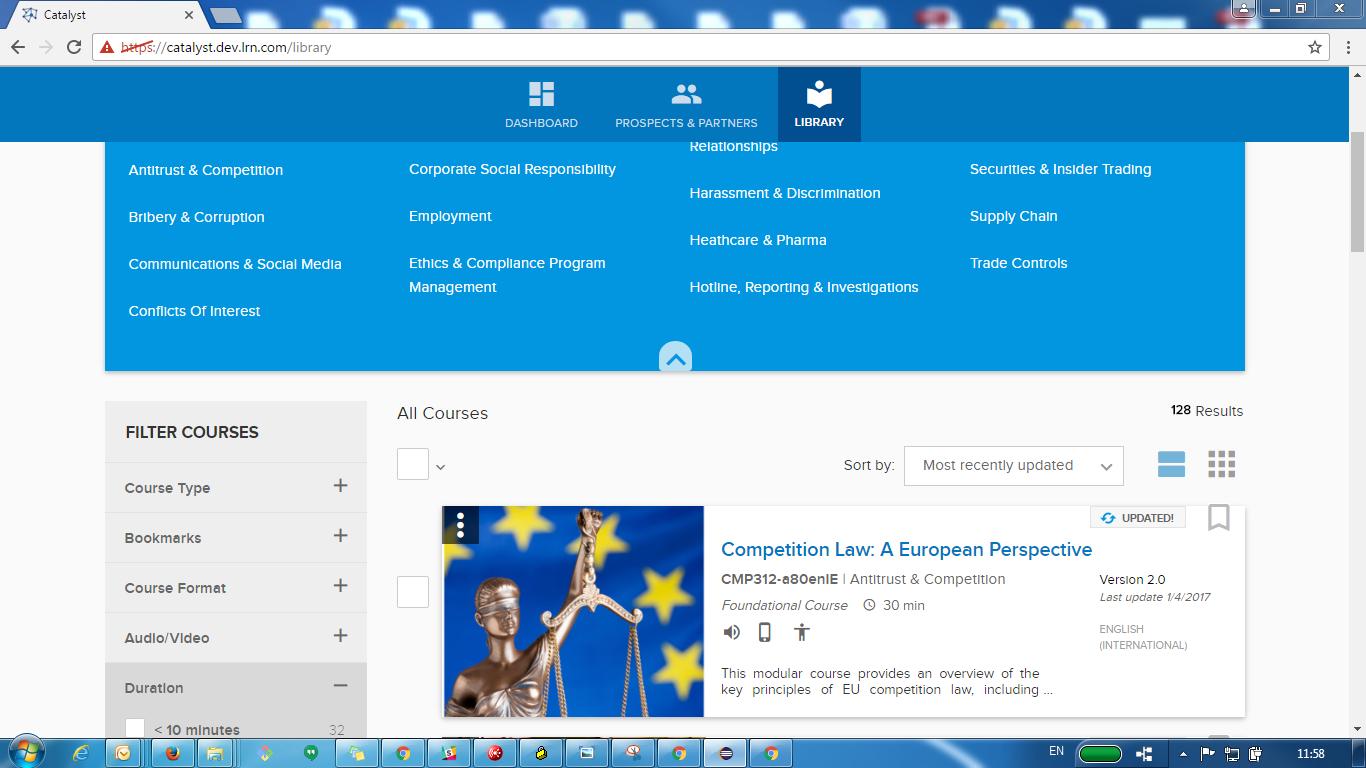 Catalyst
https://catalyst.dev.lrn.com/library
DASHBOARD
PROSPECTS & PARTNERS
LIBRARY
Antitrust & Competition
Bribery & Corruption
Communications & Social Media
Conflicts Of Interest
Corporate Social Responsibility
Employment
Ethics & Compliance Program
Management
Relationships
Harassment & Discrimination
Heathcare & Pharma
Hotline, Reporting & Investigations
Securities & Insider Trading
Supply Chain
Trade Controls
FILTER COURSES
Course Type
Bookmarks
Course Format
Audio/Video
Duration
< 10 minutes 32
All Courses
128 Results
Sort by: Most recently updated
UPDATED!
Competition Law: A European Perspective
CMP312-a80enIE | Antitrust & Competition
Foundational Course 30 min
Version 2.0
Last update 1/4/2017
ENGLISH
(INTERNATIONAL)
This modular course provides an overview of the
key principles of EU competition law, including ...
EN
11:58